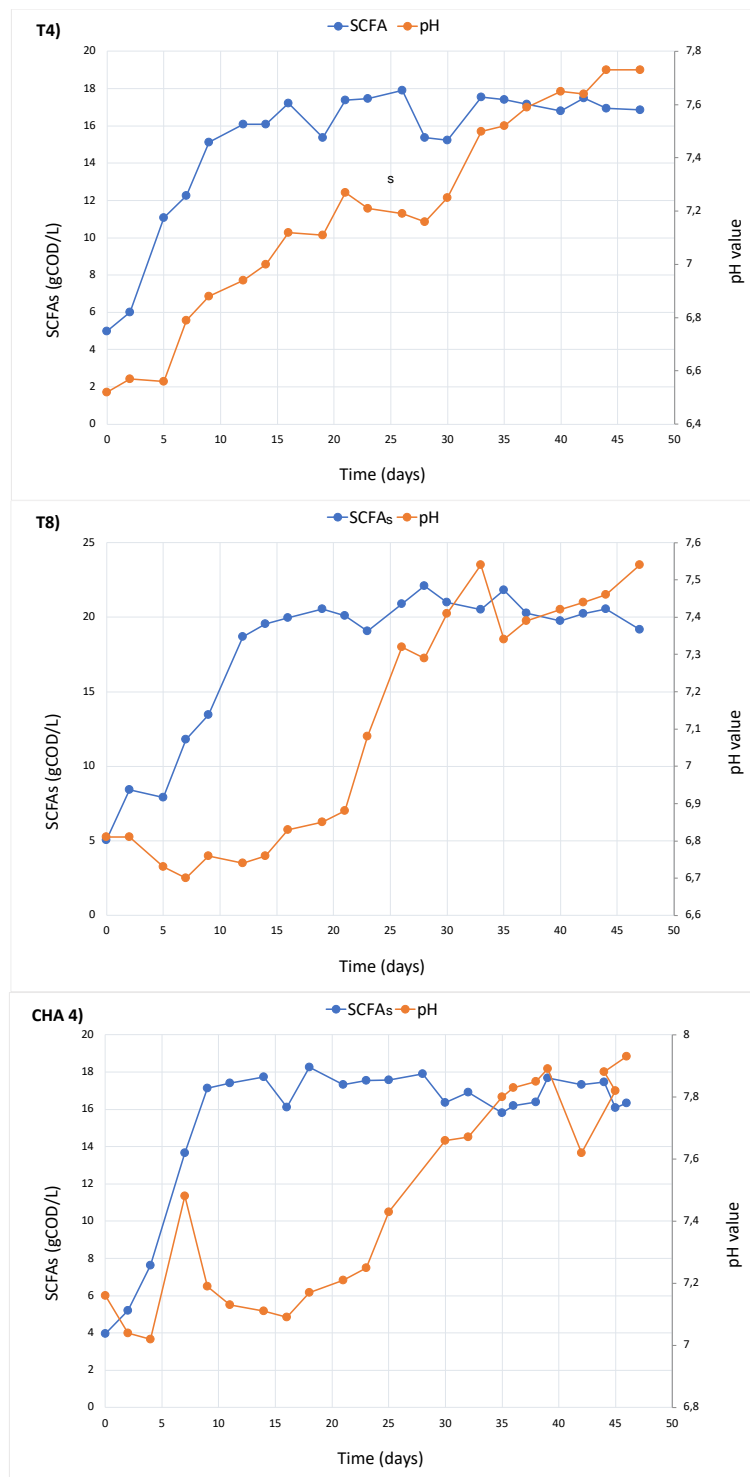 T4)
SCFA pH
20
18
16
14
12
10
8
6
4
2
0
SCFAs (gCOD/L)
s
7,8
7,6
7,4
7,2
7
6,8
6,6
6,4
pH value
0 5 10 15 20 25 30 35 40 45 50
Time (days)
T8)
SCFAs pH
25
20
15
10
5
0
SCFAs (gCOD/L)
7,6
7,5
7,4
7,3
7,2
7,1
7
6,9
6,8
6,7
6,6
pH value
0 5 10 15 20 25 30 35 40 45 50
Time (days)
CHA 4)
SCFAs pH
20
18
16
14
12
10
8
6
4
2
0
SCFAs (gCOD/L)
8
7,8
7,6
7,4
7,2
7
6,8
pH value
0 5 10 15 20 25 30 35 40 45 50
Time (days)